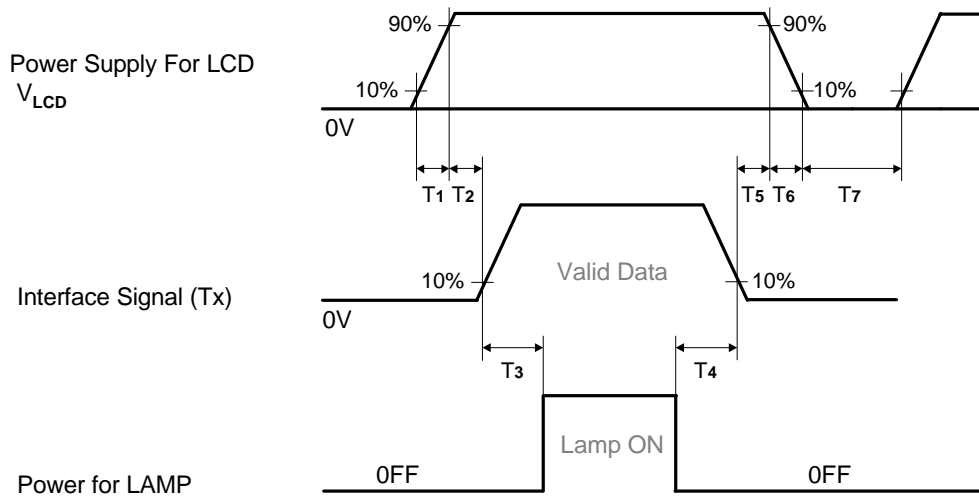 90%
90%
Power Supply For LCD
VLCD
10%
10%
0V
T1 T2
T5 T6 T7
Valid Data
10%
10%
Interface Signal (Tx)
0V
T3
T4
Lamp ON
0FF
0FF
Power for LAMP